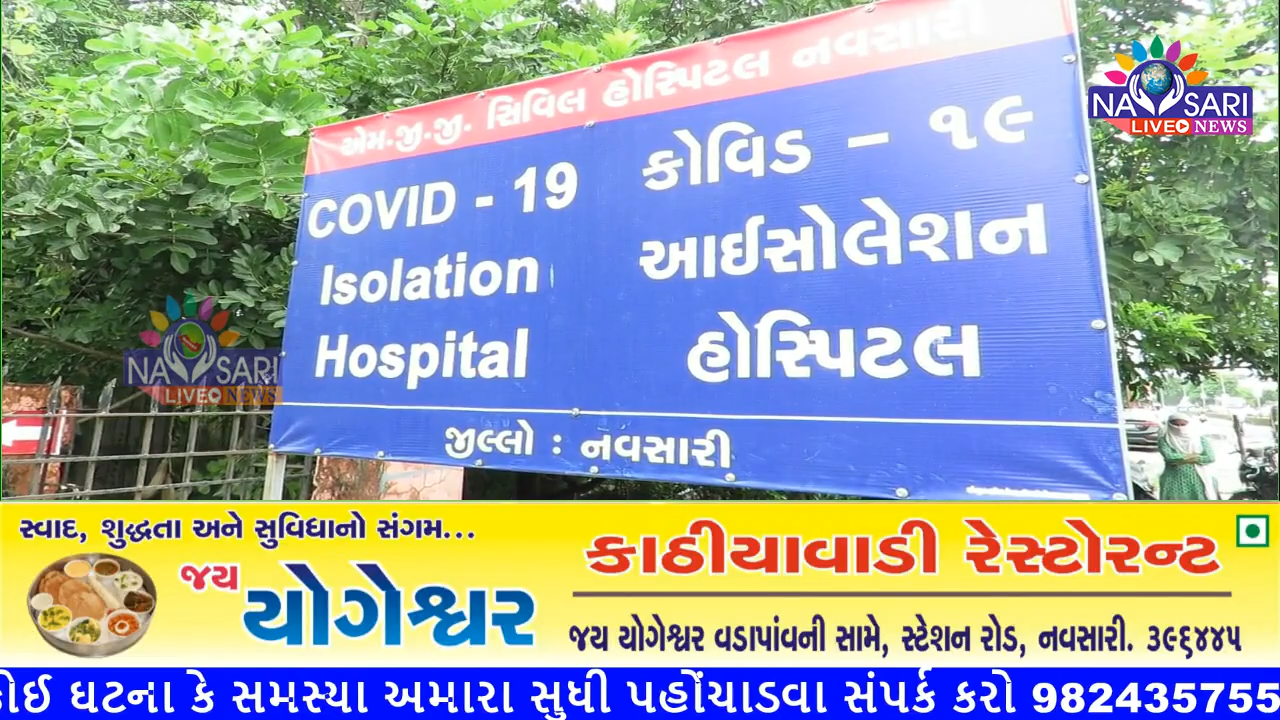 એમ.જી.જી. સિવિલ હોસ્પિટલ નવસારી
COVID - 19
Isolation
Hospital
કોવિડ – ૧૯
આઈસોલેશન
હોસ્પિટલ
જીલ્લો : નવસારી
NAVSARI
LIVE NEWS
NAVSARI
LIVE NEWS
સ્વાદ, શુદ્ધતા અને સુવિધાનો સંગમ...
જય
યોગેશ્વર
કાઠીયાવાડી રેસ્ટોરન્ટ
જય યોગેશ્વર વડાપાંવની સામે, સ્ટેશન રોડ, નવસારી. ૩૯૬૪૪૫
ઘટના કે સમસ્યા અમારા સુધી પહોંચાડવા સંપર્ક કરો 982435755